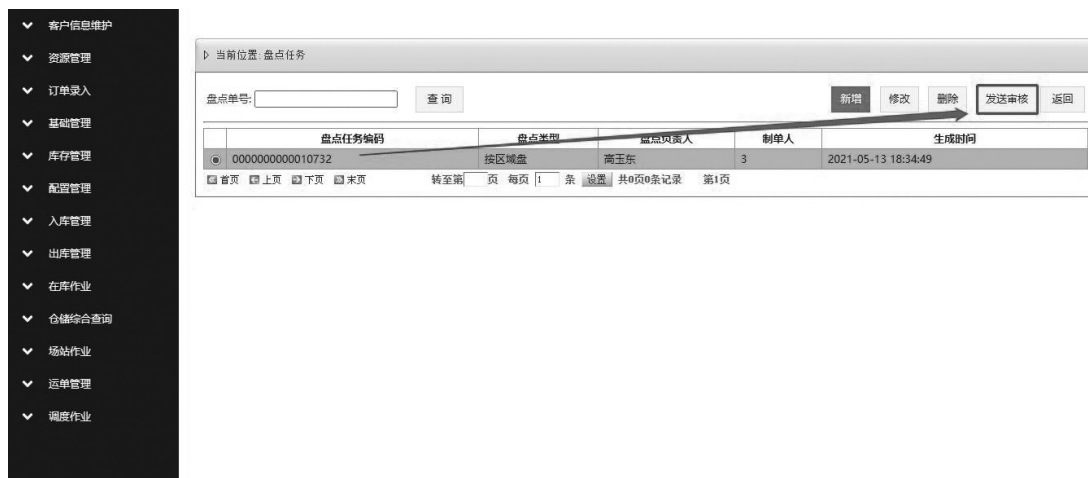 客户信息维护
资源管理
订单录入
基础管理
库存管理
配置管理
入库管理
出库管理
在库作业
仓储综合查询
场站作业
运单管理
调度作业
当前位置:盘点任务
盘点单号: 查询 新增 修改 删除 发送审核 返回
盘点任务编码 盘点类型 盘点负责人 制单人 生成时间
0000000000010732 按区域盘 高玉东 3 2021-05-13 18:34:49
首页 上页 下页 末页 转至第 页 每页 1 条 设置 共0页0条记录 第1页